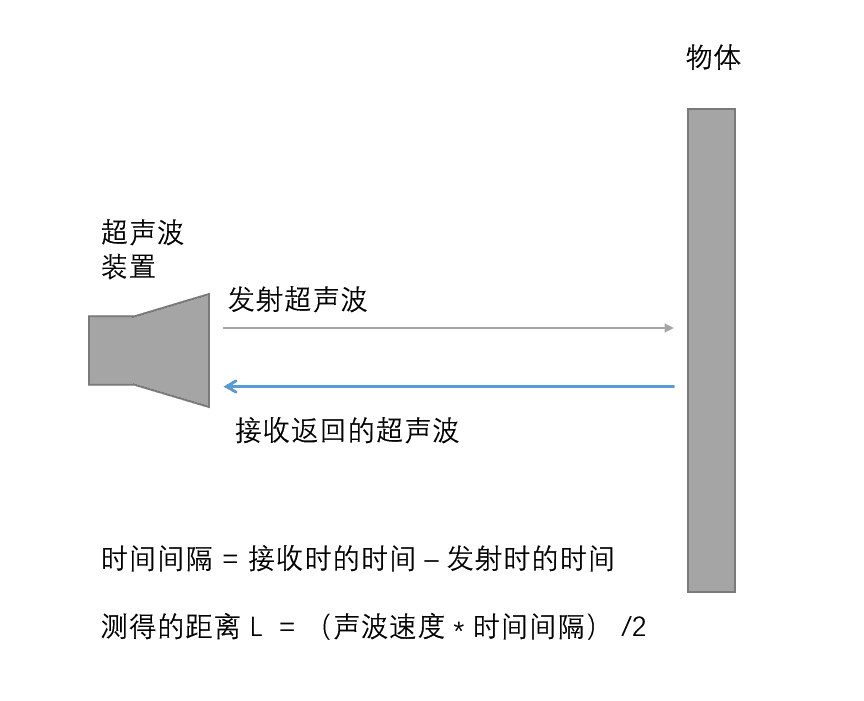 物体
超声波
装置
发射超声波
接收返回的超声波
时间间隔 = 接收时的时间 – 发射时的时间
测得的距离 L = （声波速度 * 时间间隔） /2